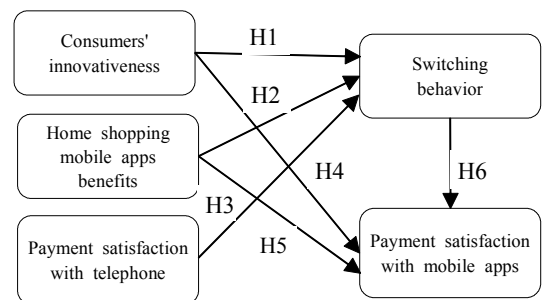 Consumers'
innovativeness
H1
Switching
behavior
H2
Home shopping
mobile apps
benefits
H4
H6
H3
Payment satisfaction
with telephone
H5
Payment satisfaction
with mobile apps